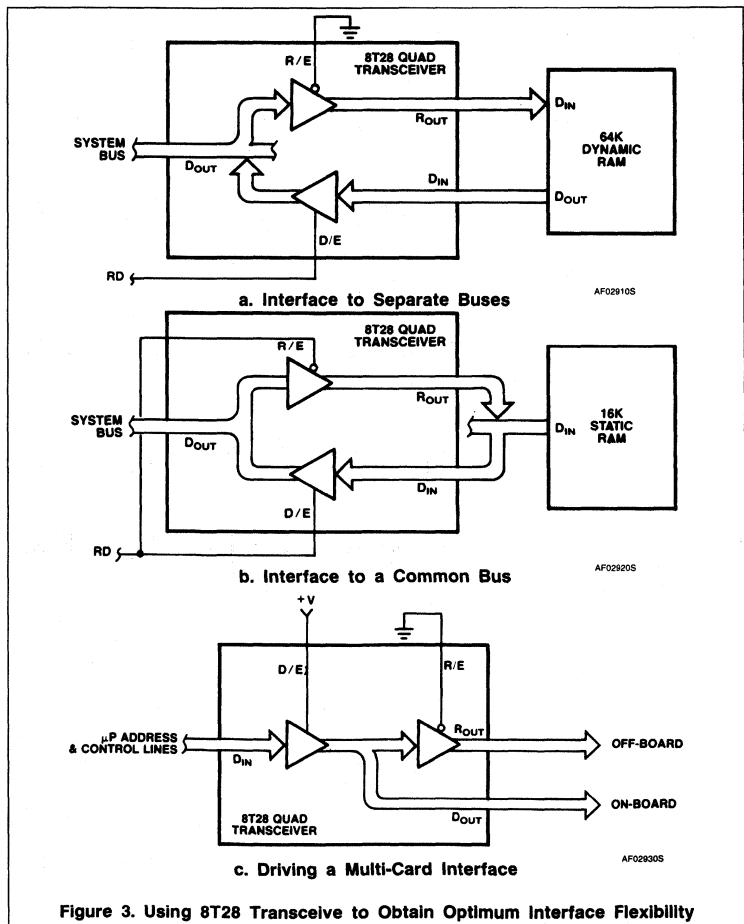 R/E
8T28 QUAD
TRANSCEIVER
SYSTEM
BUS
ROUT
DIN
64K
DYNAMIC
RAM
DOUT
DIN
DOUT
D/E
RD
AF02910S
a. Interface to Separate Buses
8T28 QUAD
TRANSCEIVER
R/E
SYSTEM
BUS
ROUT
DOUT
DIN
16K
STATIC
RAM
DIN
D/E
RD
AF02920S
b. Interface to a Common Bus
+V
D/E
R/E
µP ADDRESS
& CONTROL LINES
DIN
ROUT
OFF-BOARD
ON-BOARD
DOUT
8T28 QUAD
TRANSCEIVER
AF02930S
c. Driving a Multi-Card Interface
Figure 3. Using 8T28 Transceive to Obtain Optimum Interface Flexibility